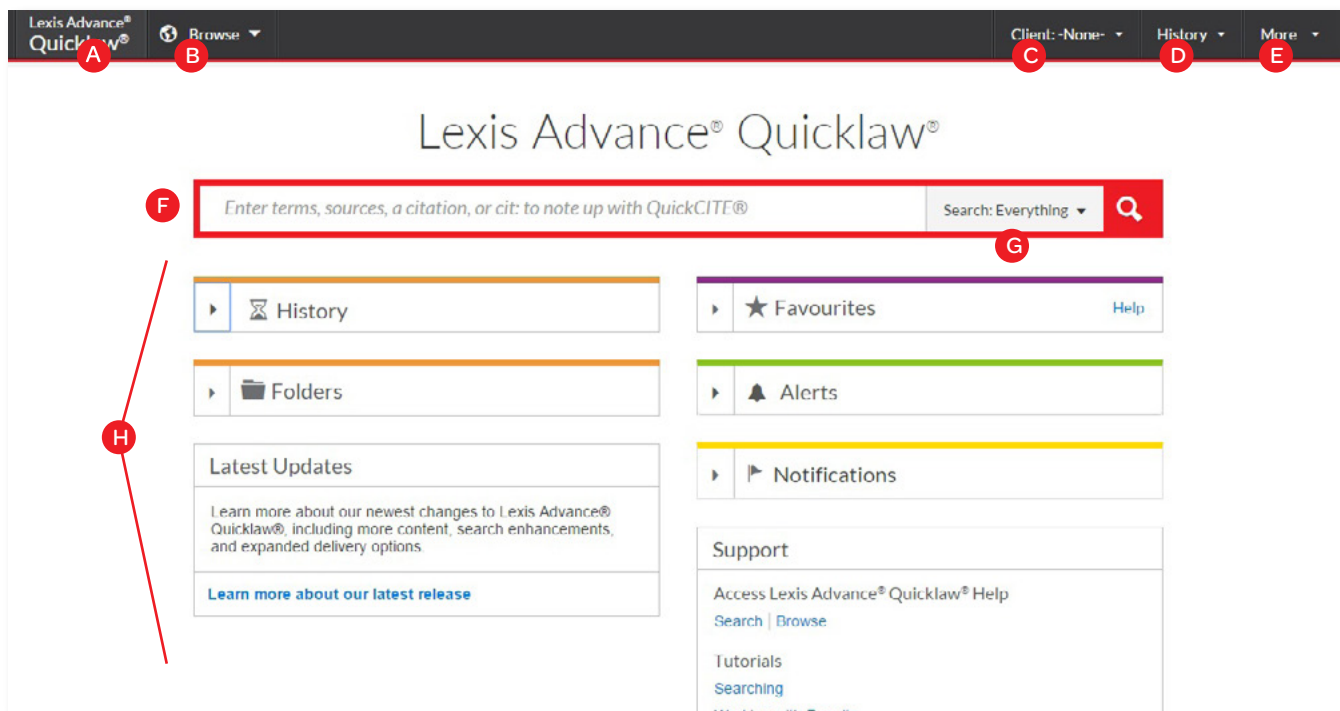 Lexis Advance®
Quicklaw®
A
Browse
B
Client: -None-
C
History
D
More
E
Lexis Advance® Quicklaw®
F
Enter terms, sources, a citation, or cit: to note up with QuickCITE®
Search: Everything
G
H
History
Folders
Latest Updates
Learn more about our newest changes to Lexis Advance®
Quicklaw®, including more content, search enhancements,
and expanded delivery options.
Learn more about our latest release
Favourites
Help
Alerts
Notifications
Support
Access Lexis Advance® Quicklaw® Help
Search | Browse
Tutorials
Searching